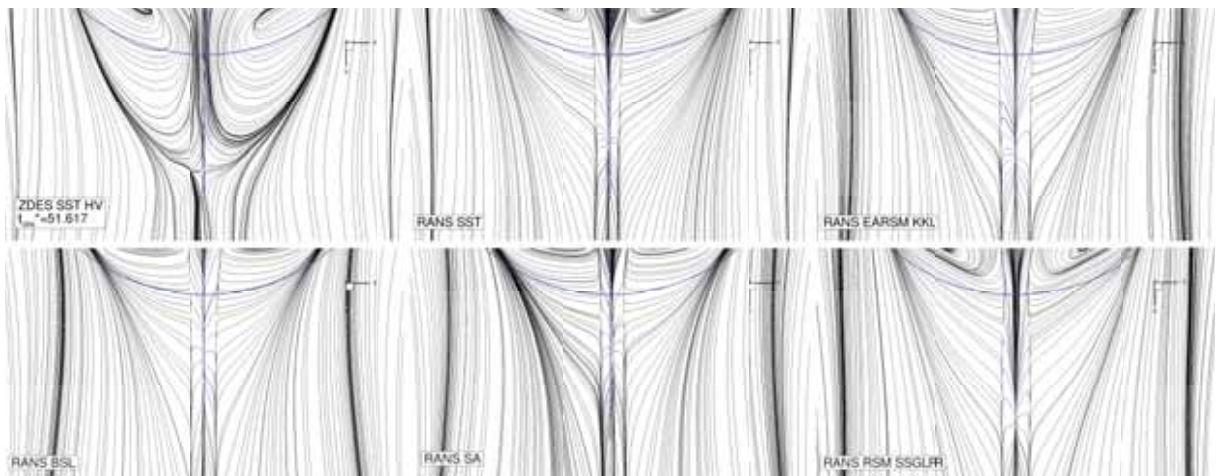 ZDES SST HV
RANS SST
RANS EARSM KKL
RANS BSL
RANS SA
RANS RSM SSGLRR